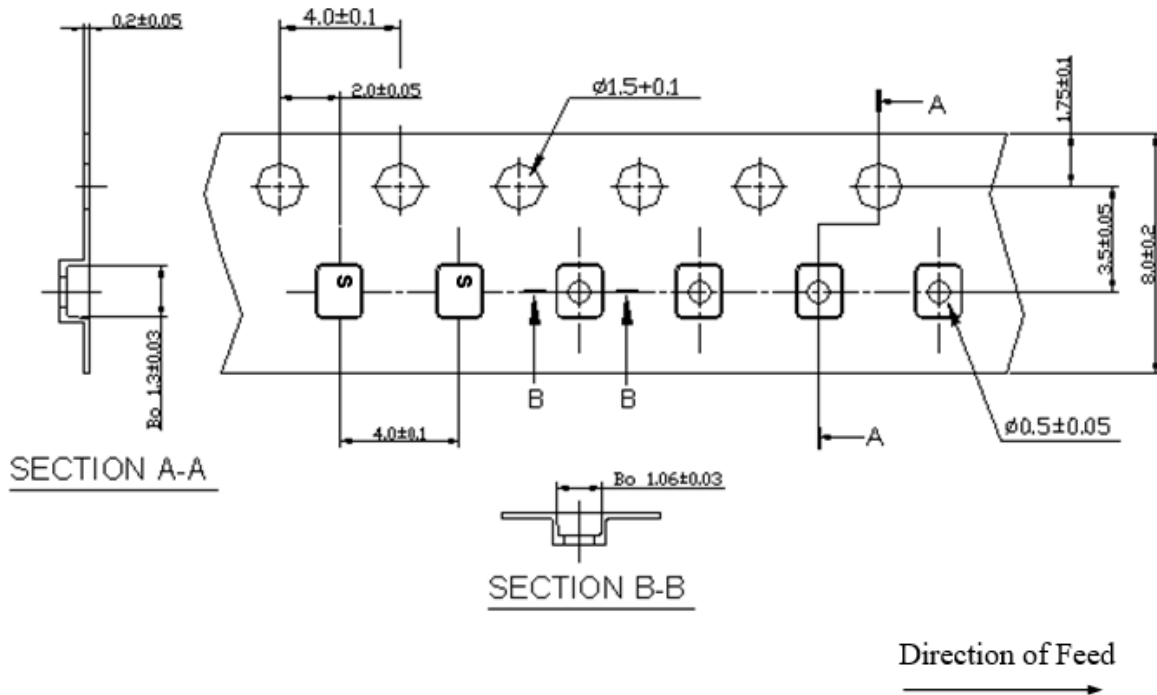 0.2±0.05
4.0±0.1
2.0±0.05
ø1.5+0.1
A
1.75±0.1
3.5±0.05
8.0±0.2
S
S
Bo 1.3±0.03
B
B
4.0±0.1
A
ø0.5±0.05
SECTION A-A
Bo 1.06±0.03
SECTION B-B
Direction of Feed